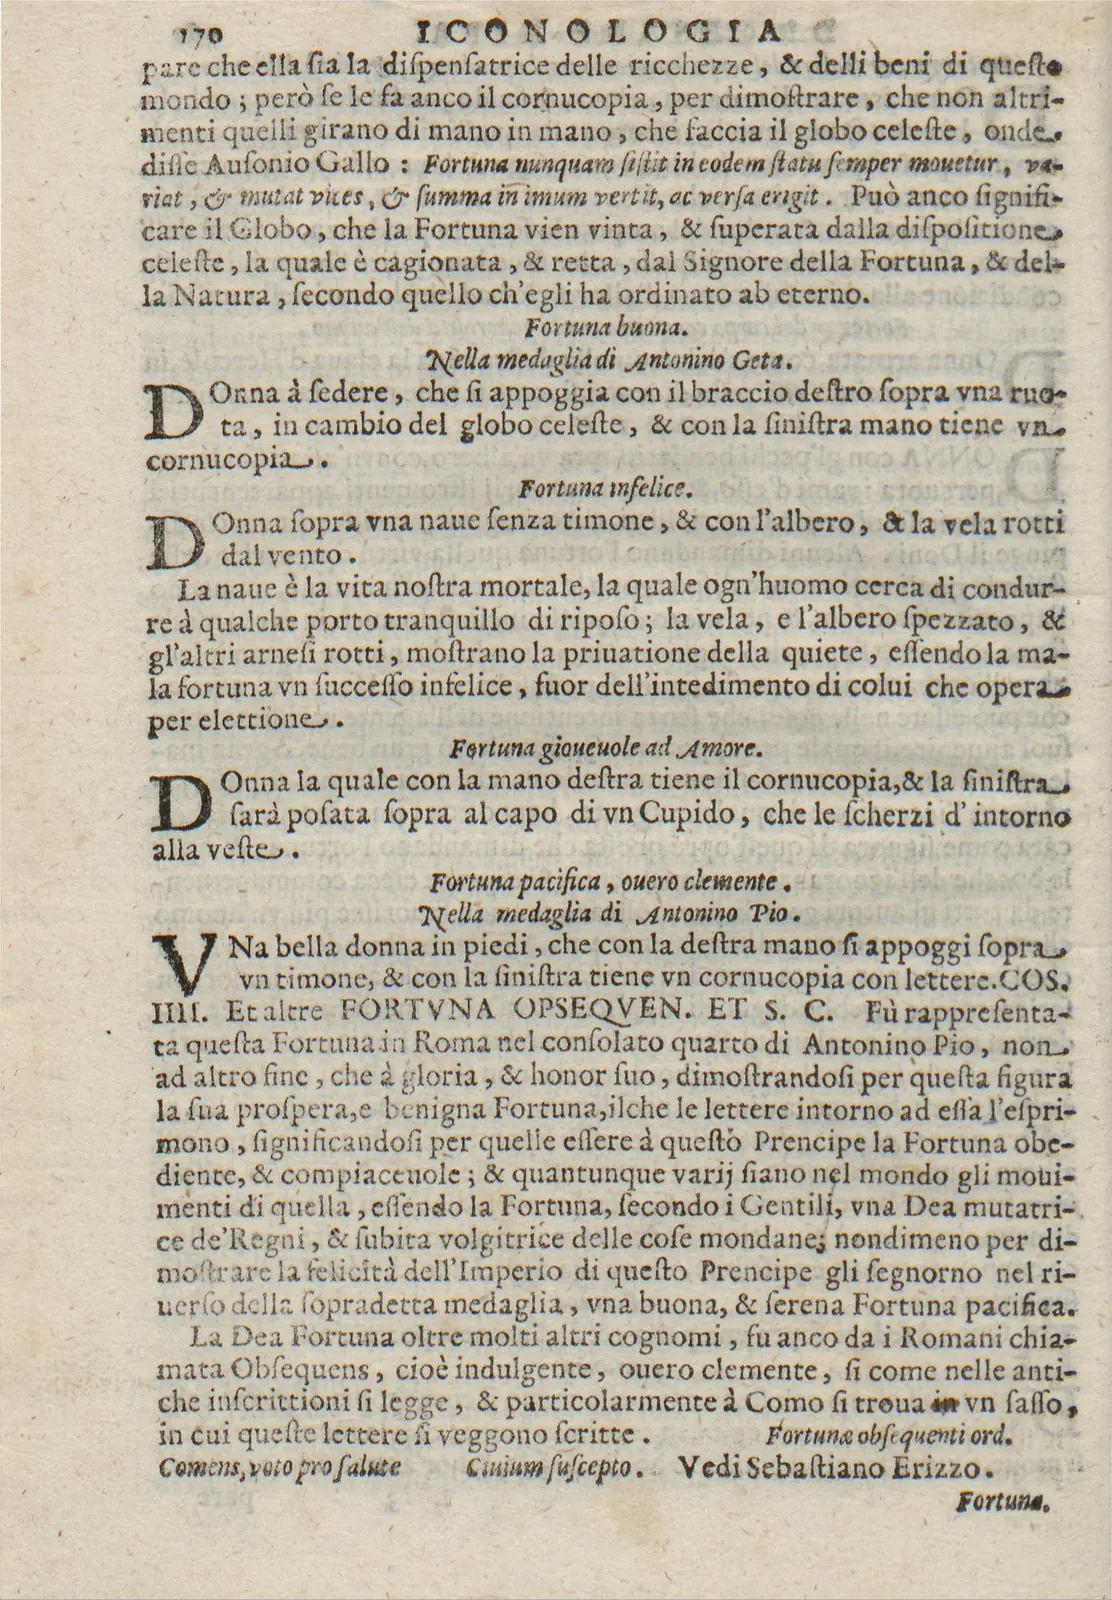 170 ICONOLOGIA
pare che ella ſia la diſpenſatrice delle ricchezze, & delli beni di queſto
mondo; però ſe le fa anco il cornucopia, per dimoſtrare, che non altri-
menti quelli girano di mano in mano, che faccia il globo celeſte, onde
diſſe Auſonio Gallo: Fortuna nunquam ſiſtit in eodem ſtatu ſemper mouetur, va-
riat, & mutat vices, & ſumma in imum vertit, ac verſa erigit. Può anco ſignifi-
care il Globo, che la Fortuna vien vinta, & ſuperata dalla diſpoſitione
celeſte, la quale è cagionata, & retta, dal Signore della Fortuna, & del-
la Natura, ſecondo quello ch'egli ha ordinato ab eterno.
Fortuna buona.
Nella medaglia di Antonino Geta.
DOnna à ſedere, che ſi appoggia con il braccio deſtro ſopra vna ruo-
ta, in cambio del globo celeſte, & con la ſiniſtra mano tiene vn
cornucopia.
Fortuna infelice.
DOnna ſopra vna naue ſenza timone, & con l'albero, & la vela rotti
dal vento.
La naue è la vita noſtra mortale, la quale ogn'huomo cerca di condur-
re à qualche porto tranquillo di ripoſo; la vela, e l'albero ſpezzato, &
gl'altri arneſi rotti, moſtrano la priuatione della quiete, eſſendo la ma-
la fortuna vn ſucceſſo infelice, fuor dell'intedimento di colui che opera
per elettione.
Fortuna gioueuole ad Amore.
DOnna la quale con la mano deſtra tiene il cornucopia, & la ſiniſtra
ſarà poſata ſopra al capo di vn Cupido, che le ſcherzi d'intorno
alla veſte.
Fortuna pacifica, ouero clemente.
Nella medaglia di Antonino Pio.
VNa bella donna in piedi, che con la deſtra mano ſi appoggi ſopra
vn timone, & con la ſiniſtra tiene vn cornucopia con lettere. COS.
IIII. Et altre FORTVNA OPSEQVEN. ET S. C. Fù rappreſenta-
ta queſta Fortuna in Roma nel conſolato quarto di Antonino Pio, non
ad altro fine, che à gloria, & honor ſuo, dimoſtrandoſi per queſta figura
la ſua proſpera, e benigna Fortuna, ilche le lettere intorno ad eſſa l'eſpri-
mono, ſignificandoſi per quelle eſſere à queſto Prencipe la Fortuna obe-
diente, & compiaceuole; & quantunque varij ſiano nel mondo gli moui-
menti di quella, eſſendo la Fortuna, ſecondo i Gentili, vna Dea mutatri-
ce de'Regni, & ſubita volgitrice delle coſe mondane; nondimeno per di-
moſtrare la felicità dell'Imperio di queſto Prencipe gli ſegnorno nel ri-
uerſo della ſopradetta medaglia, vna buona, & ſerena Fortuna pacifica.
La Dea Fortuna oltre molti altri cognomi, fu anco da i Romani chia-
mata Obſequens, cioè indulgente, ouero clemente, ſi come nelle anti-
che inſcrittioni ſi legge, & particolarmente à Como ſi troua in vn ſaſſo,
in cui queſte lettere ſi veggono ſcritte. Fortunæ obſequenti ord.
Comens, voto pro ſalute Ciuium ſuſcepto. Vedi Sebaſtiano Erizzo.
Fortuna.